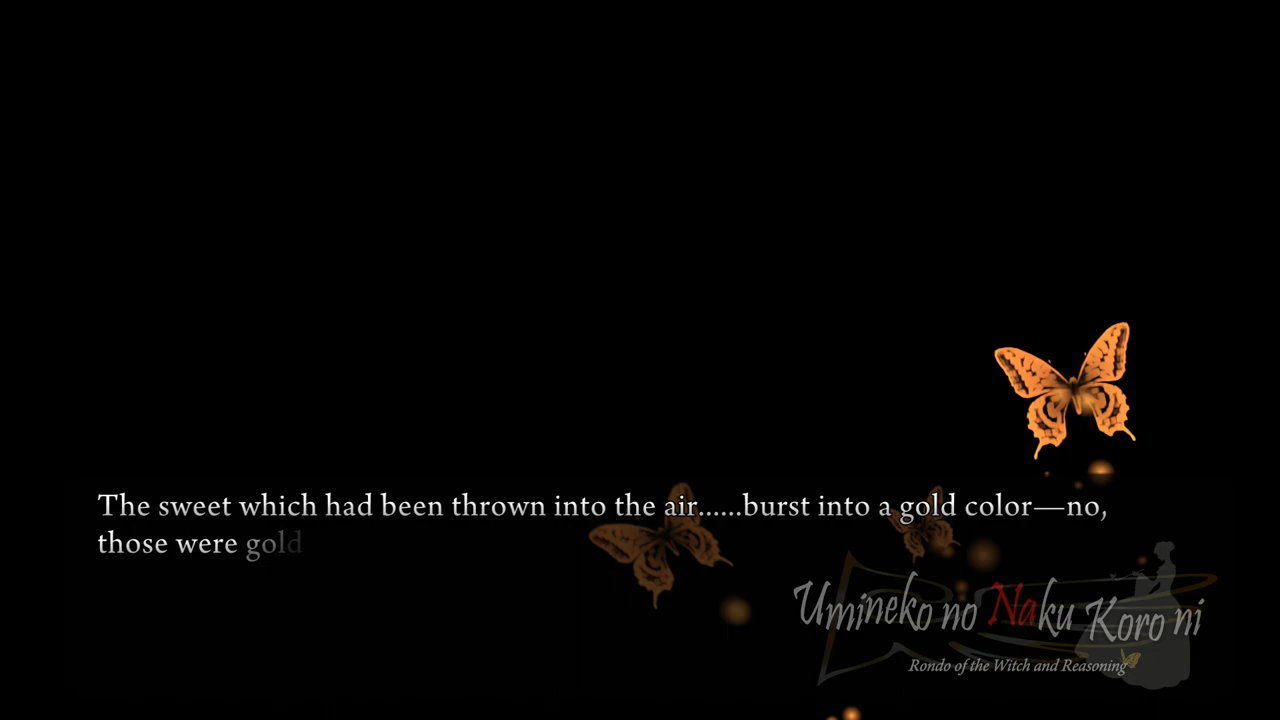 The sweet which had been thrown into the air......burst into a gold color—no,
those were gold
Umineko no Naku Koro ni
Rondo of the Witch and Reasoning